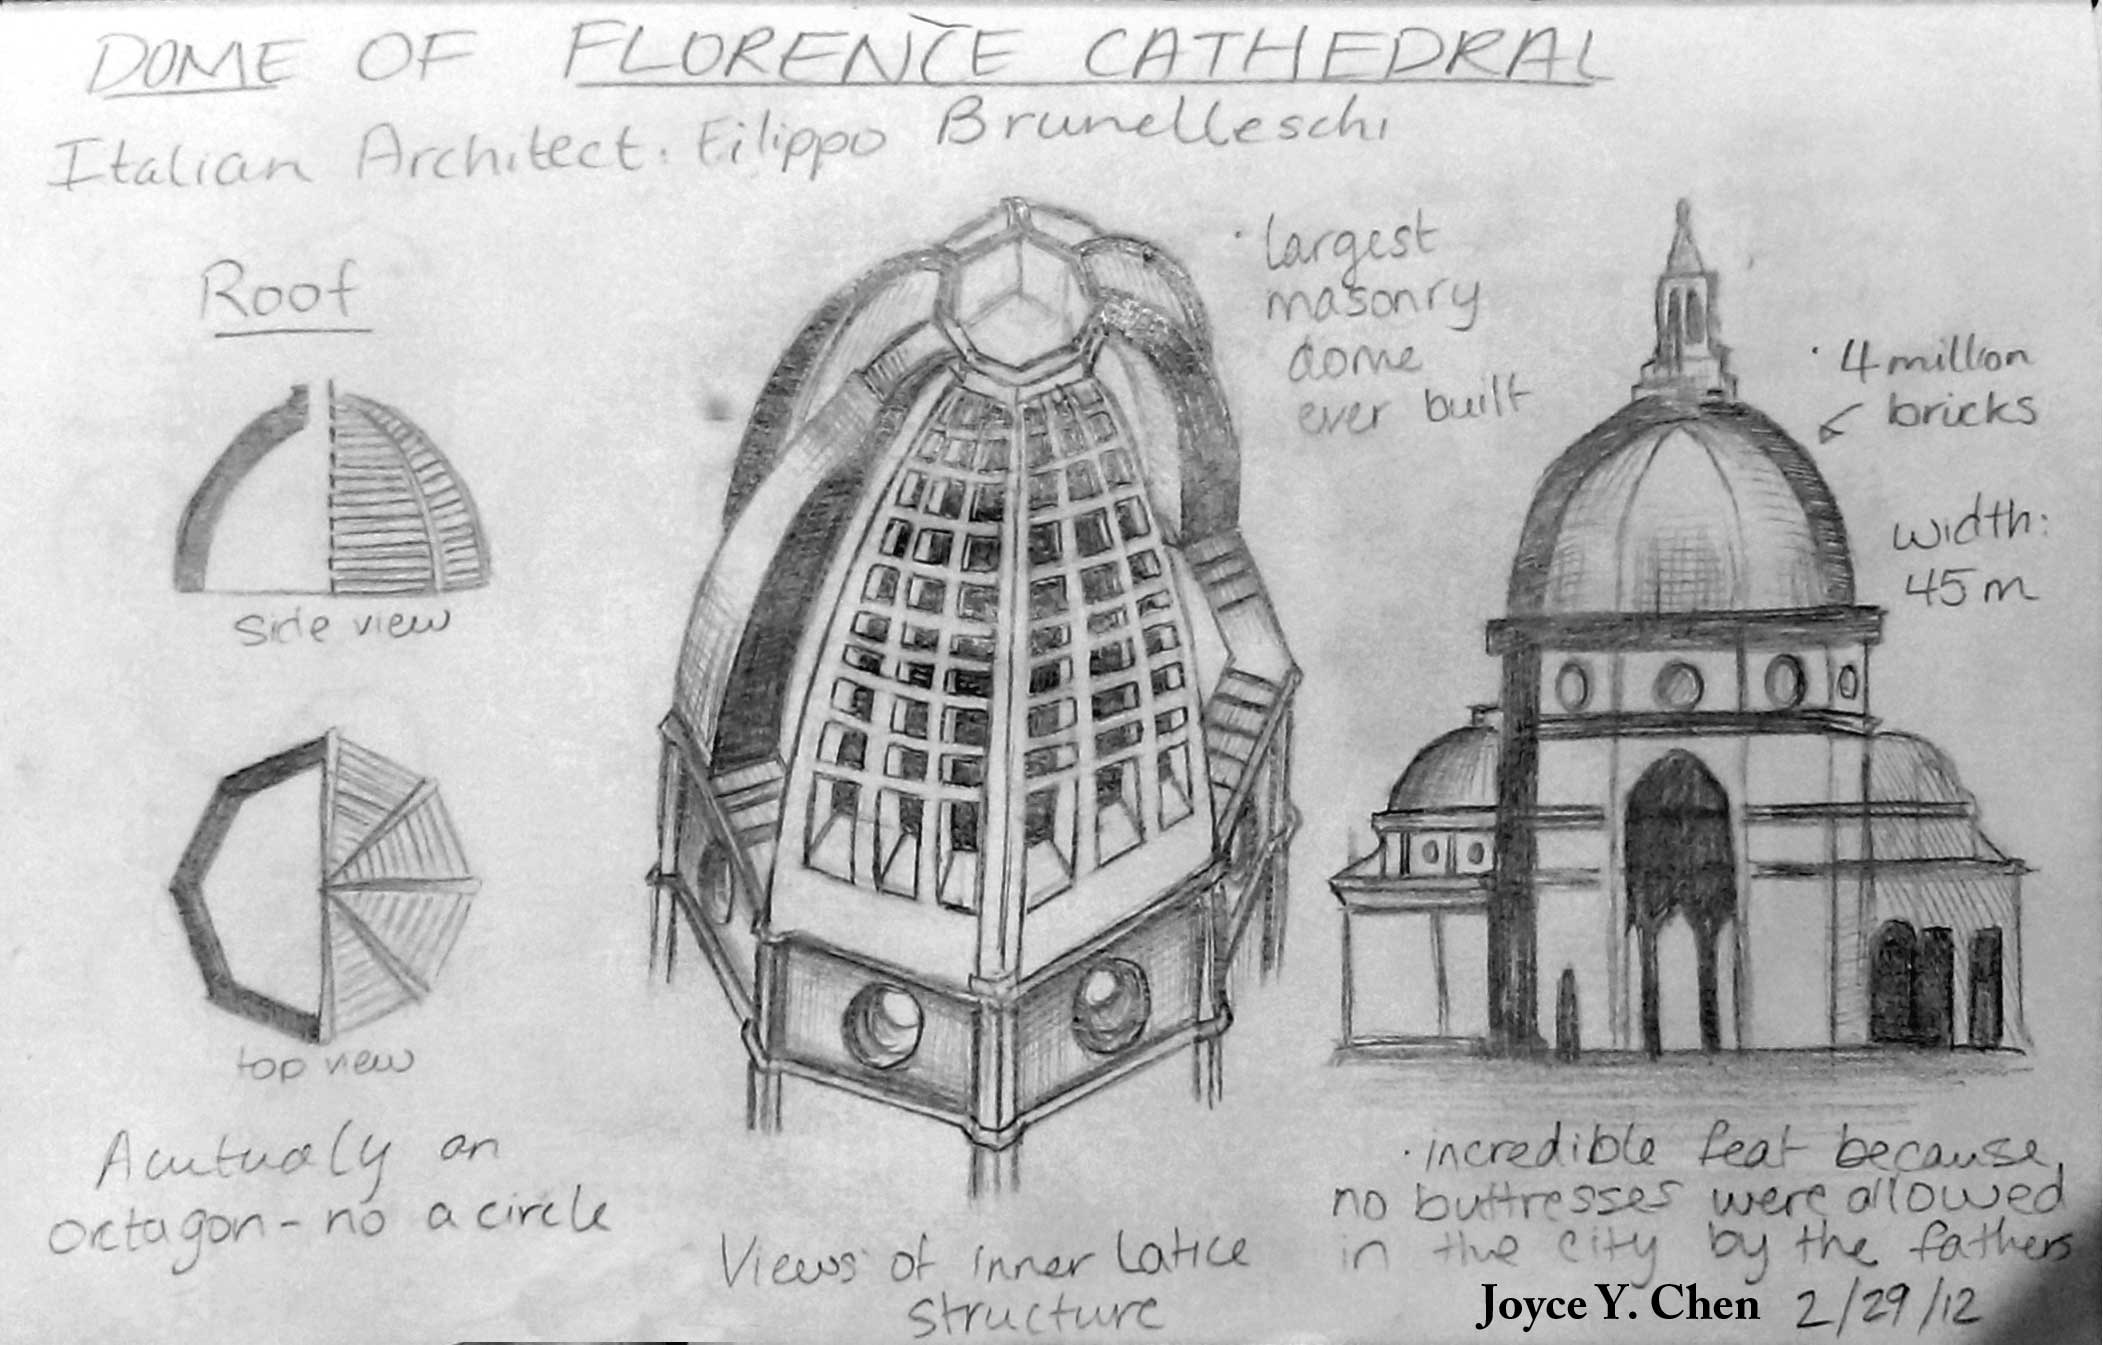 DOME OF FLORENCE CATHEDRAL
Italian Architect: Filippo Brunelleschi
Roof
side view
top view
Acutualy an
octagon - no a circle
· largest
masonry
dome
ever built
· 4 million
bricks
width:
45 m
Views of inner Latice
structure
· incredible feat because,
no buttresses were allowed
in the city by the fathers
Joyce Y. Chen 2/29/12